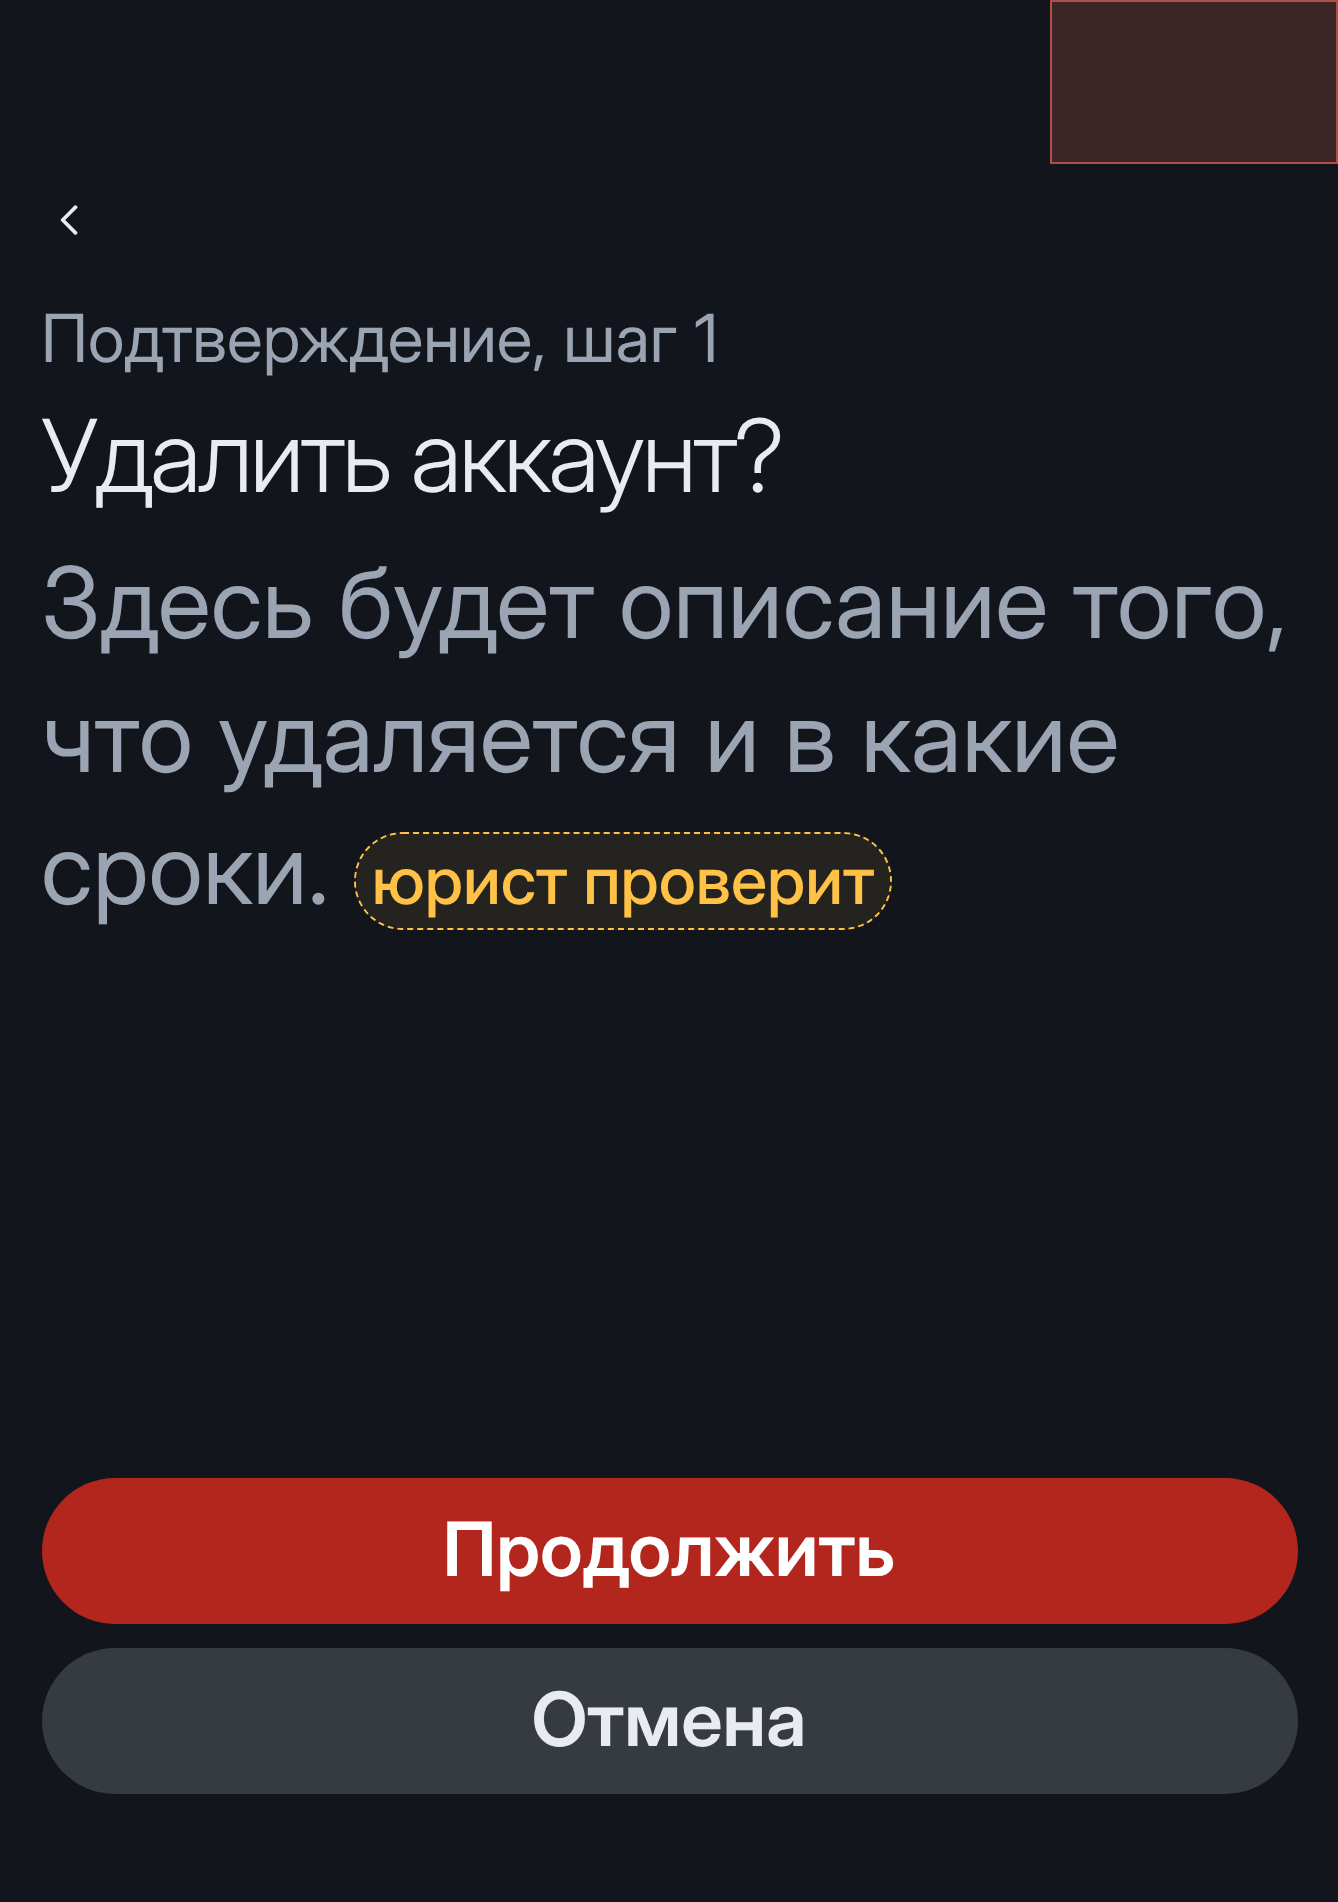 Подтверждение, шаг 1
Удалить аккаунт?
Здесь будет описание того,
что удаляется и в какие
сроки. юрист проверит
Продолжить
Отмена